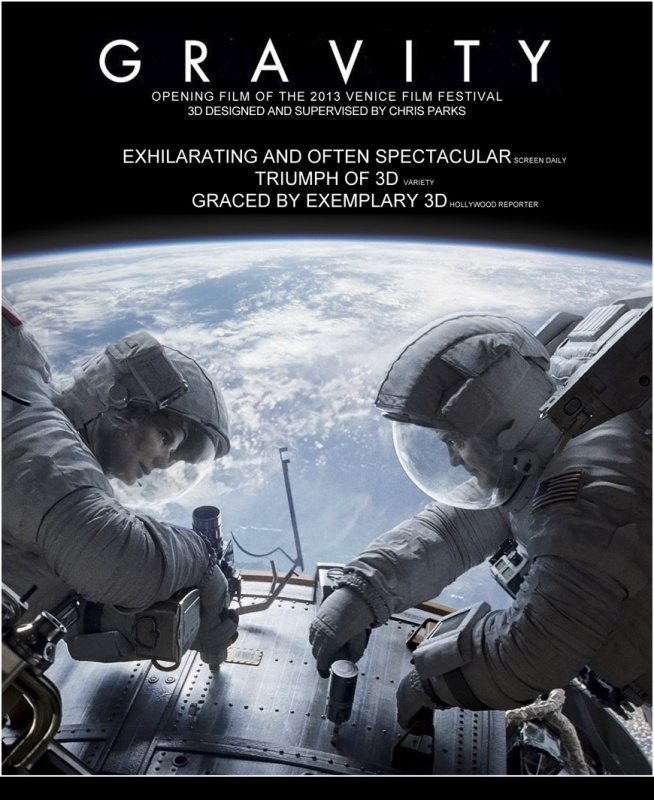 GRAVITY
OPENING FILM OF THE 2013 VENICE FILM FESTIVAL
3D DESIGNED AND SUPERVISED BY CHRIS PARKS
EXHILARATING AND OFTEN SPECTACULAR SCREEN DAILY
TRIUMPH OF 3D VARIETY
GRACED BY EXEMPLARY 3D HOLLYWOOD REPORTER